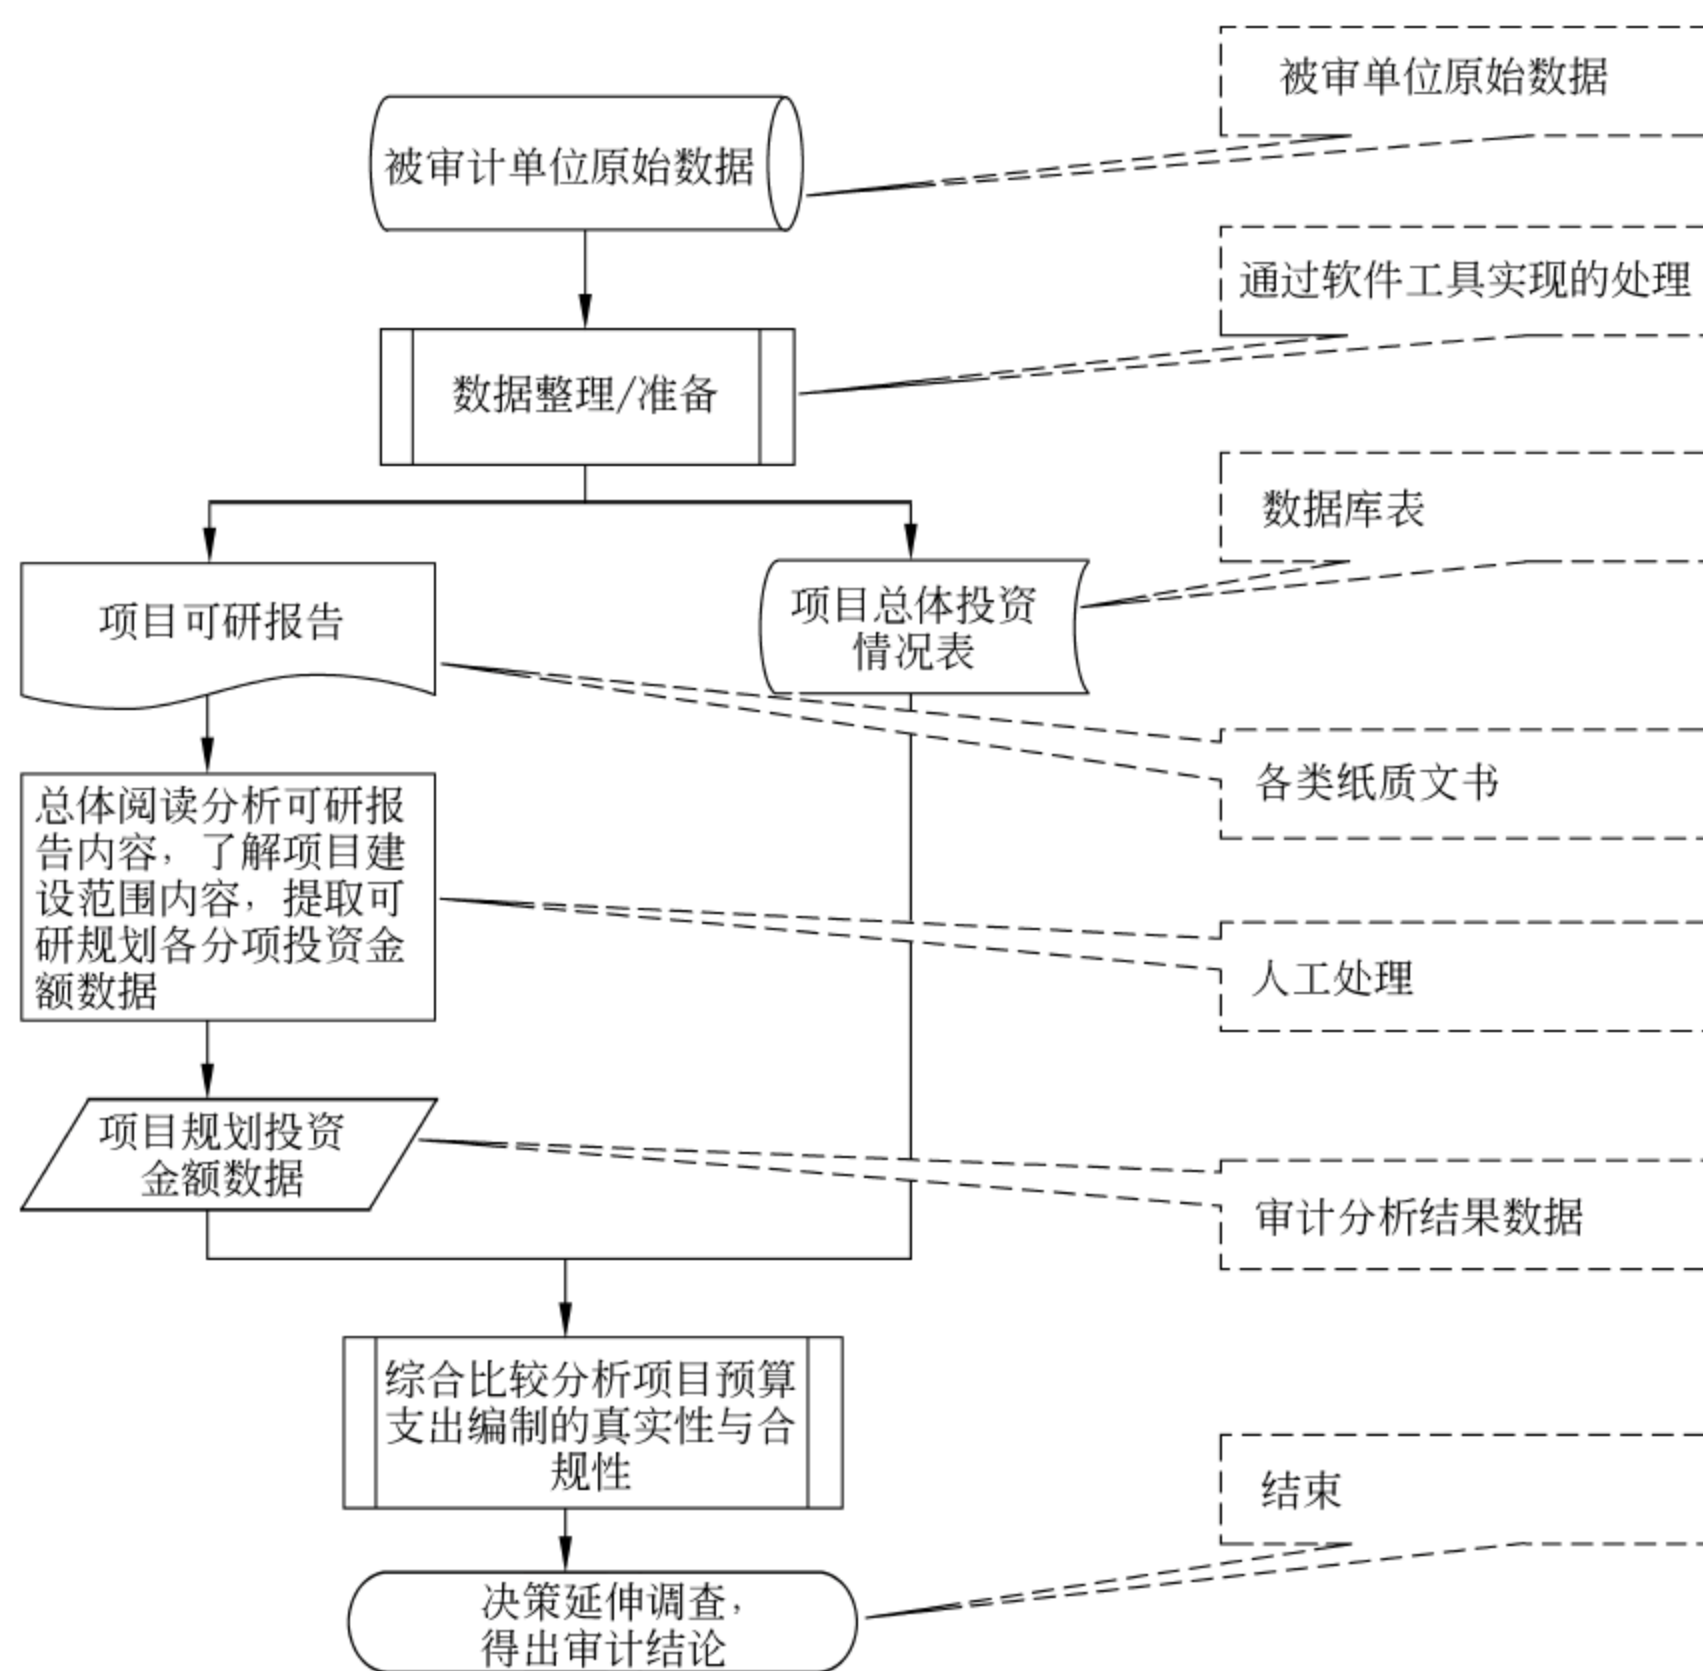 被审单位原始数据
被审计单位原始数据
通过软件工具实现的处理
数据整理/准备
数据库表
项目可研报告
项目总体投资
情况表
各类纸质文书
总体阅读分析可研报
告内容，了解项目建
设范围内容，提取可
研规划各分项投资金
额数据
人工处理
项目规划投资
金额数据
审计分析结果数据
综合比较分析项目预算
支出编制的真实性与合
规性
结束
决策延伸调查，
得出审计结论